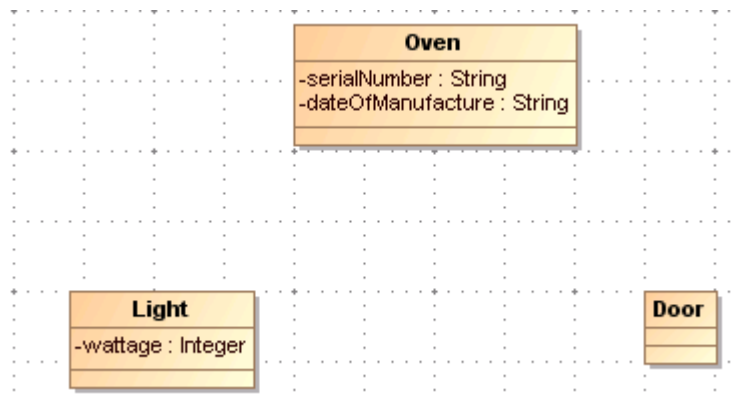 Oven
-serialNumber : String
-dateOfManufacture : String
Light
-wattage : Integer
Door